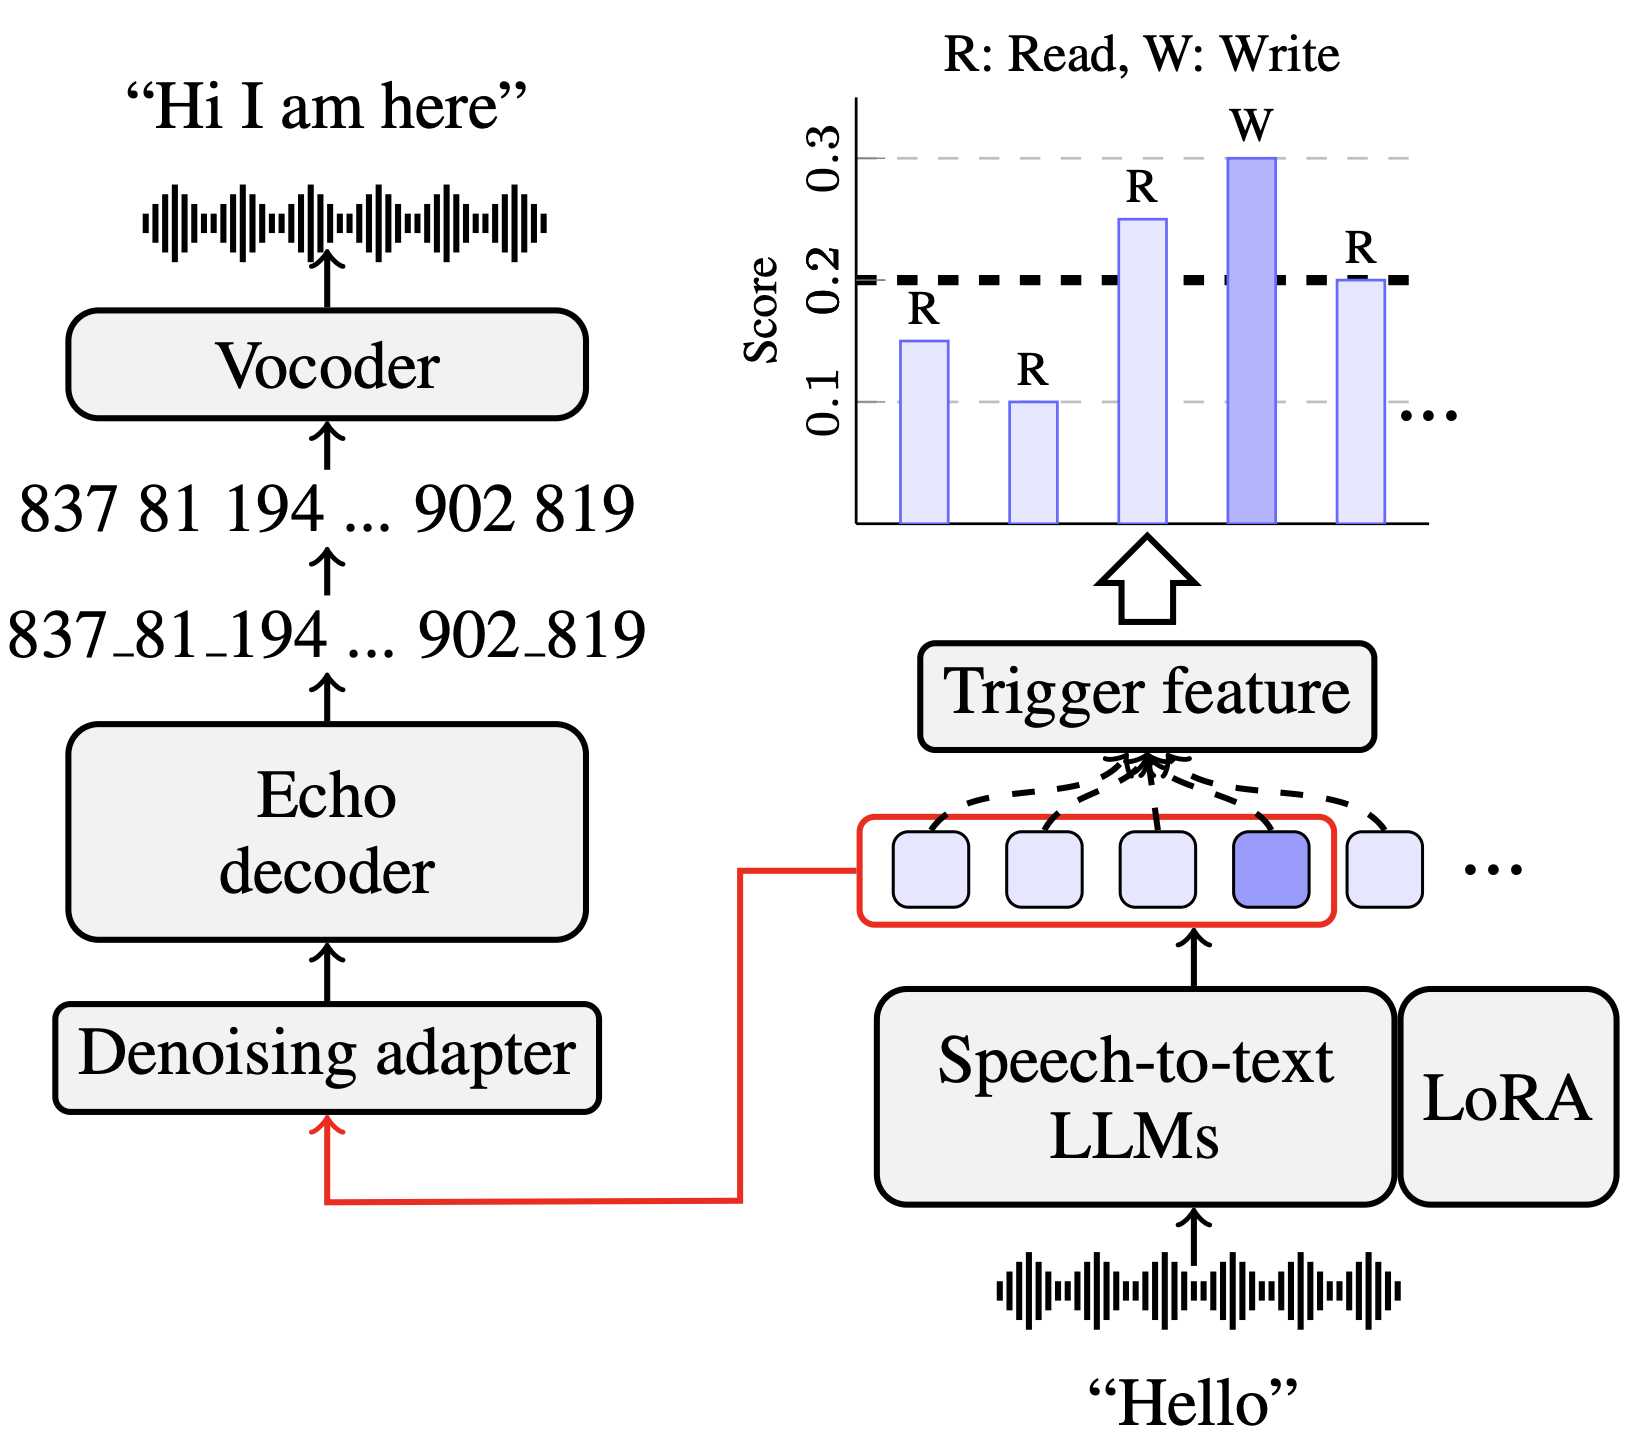 “Hi I am here”
Vocoder
837 81 194 ... 902 819
837_81_194 ... 902_819
Echo
decoder
Denoising adapter
R: Read, W: Write
Score
0.3
0.2
0.1
R
R
R
W
R
...
Trigger feature
...
Speech-to-text
LLMs
LoRA
“Hello”